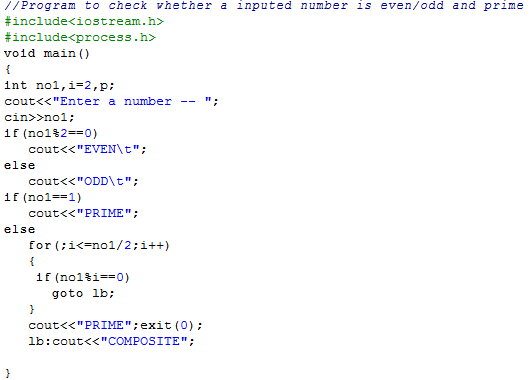 //Program to check whether a inputed number is even/odd and prime
#include<iostream.h>
#include<process.h>
void main()
{
int no1,i=2,p;
cout<<"Enter a number -- ";
cin>>no1;
if(no1%2==0)
   cout<<"EVEN\t";
else
   cout<<"ODD\t";
if(no1==1)
   cout<<"PRIME";
else
   for(;i<=no1/2;i++)
   {
    if(no1%i==0)
      goto lb;
   }
   cout<<"PRIME";exit(0);
   lb:cout<<"COMPOSITE";
}